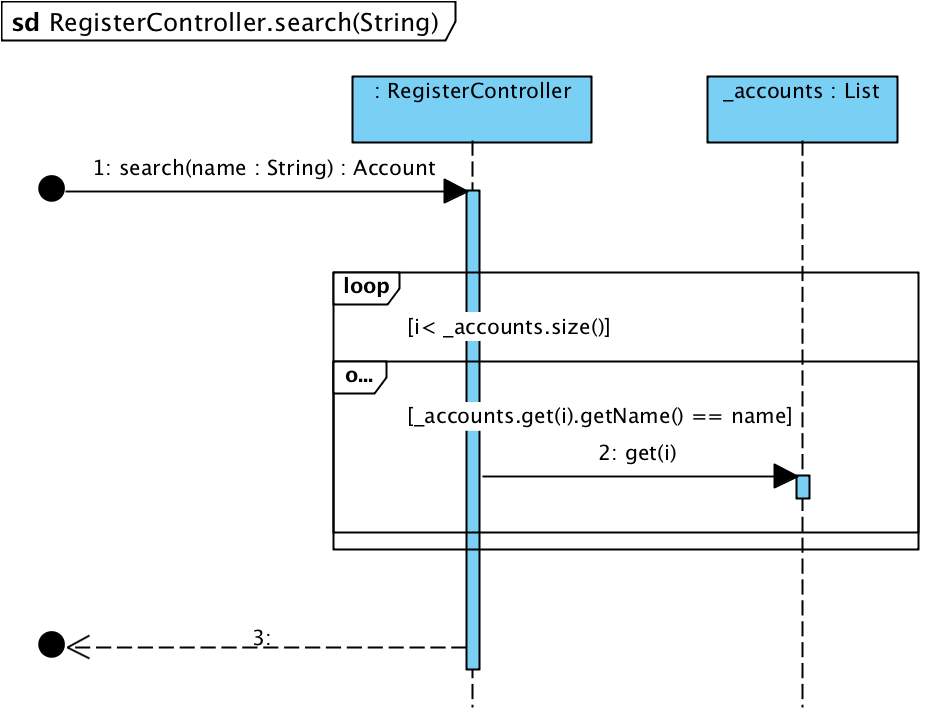 sd RegisterController.search(String)
: RegisterController
_accounts : List
1: search(name : String) : Account
loop
[i< _accounts.size()]
o...
[_accounts.get(i).getName() == name]
2: get(i)
3: